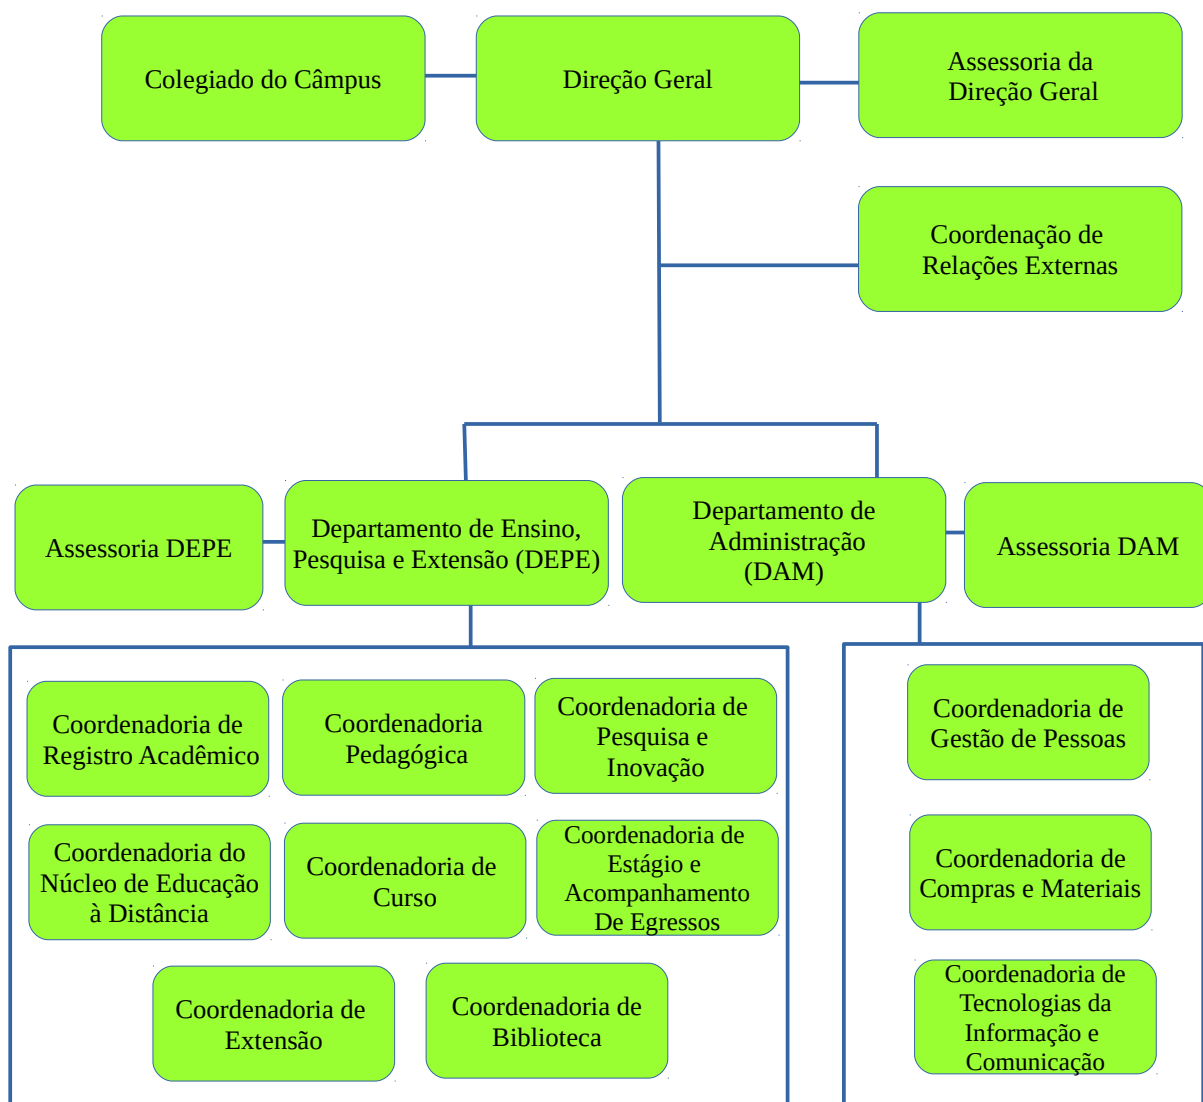 Colegiado do Câmpus
Direção Geral
Assessoria da
Direção Geral
Coordenação de
Relações Externas
Assessoria DEPE
Departamento de Ensino,
Pesquisa e Extensão (DEPE)
Departamento de
Administração
(DAM)
Assessoria DAM
Coordenadoria de
Registro Acadêmico
Coordenadoria
Pedagógica
Coordenadoria de
Pesquisa e
Inovação
Coordenadoria de
Gestão de Pessoas
Coordenadoria do
Núcleo de Educação
à Distância
Coordenadoria de
Curso
Coordenadoria de
Estágio e
Acompanhamento
De Egressos
Coordenadoria de
Compras e Materiais
Coordenadoria de
Extensão
Coordenadoria de
Biblioteca
Coordenadoria de
Tecnologias da
Informação e
Comunicação